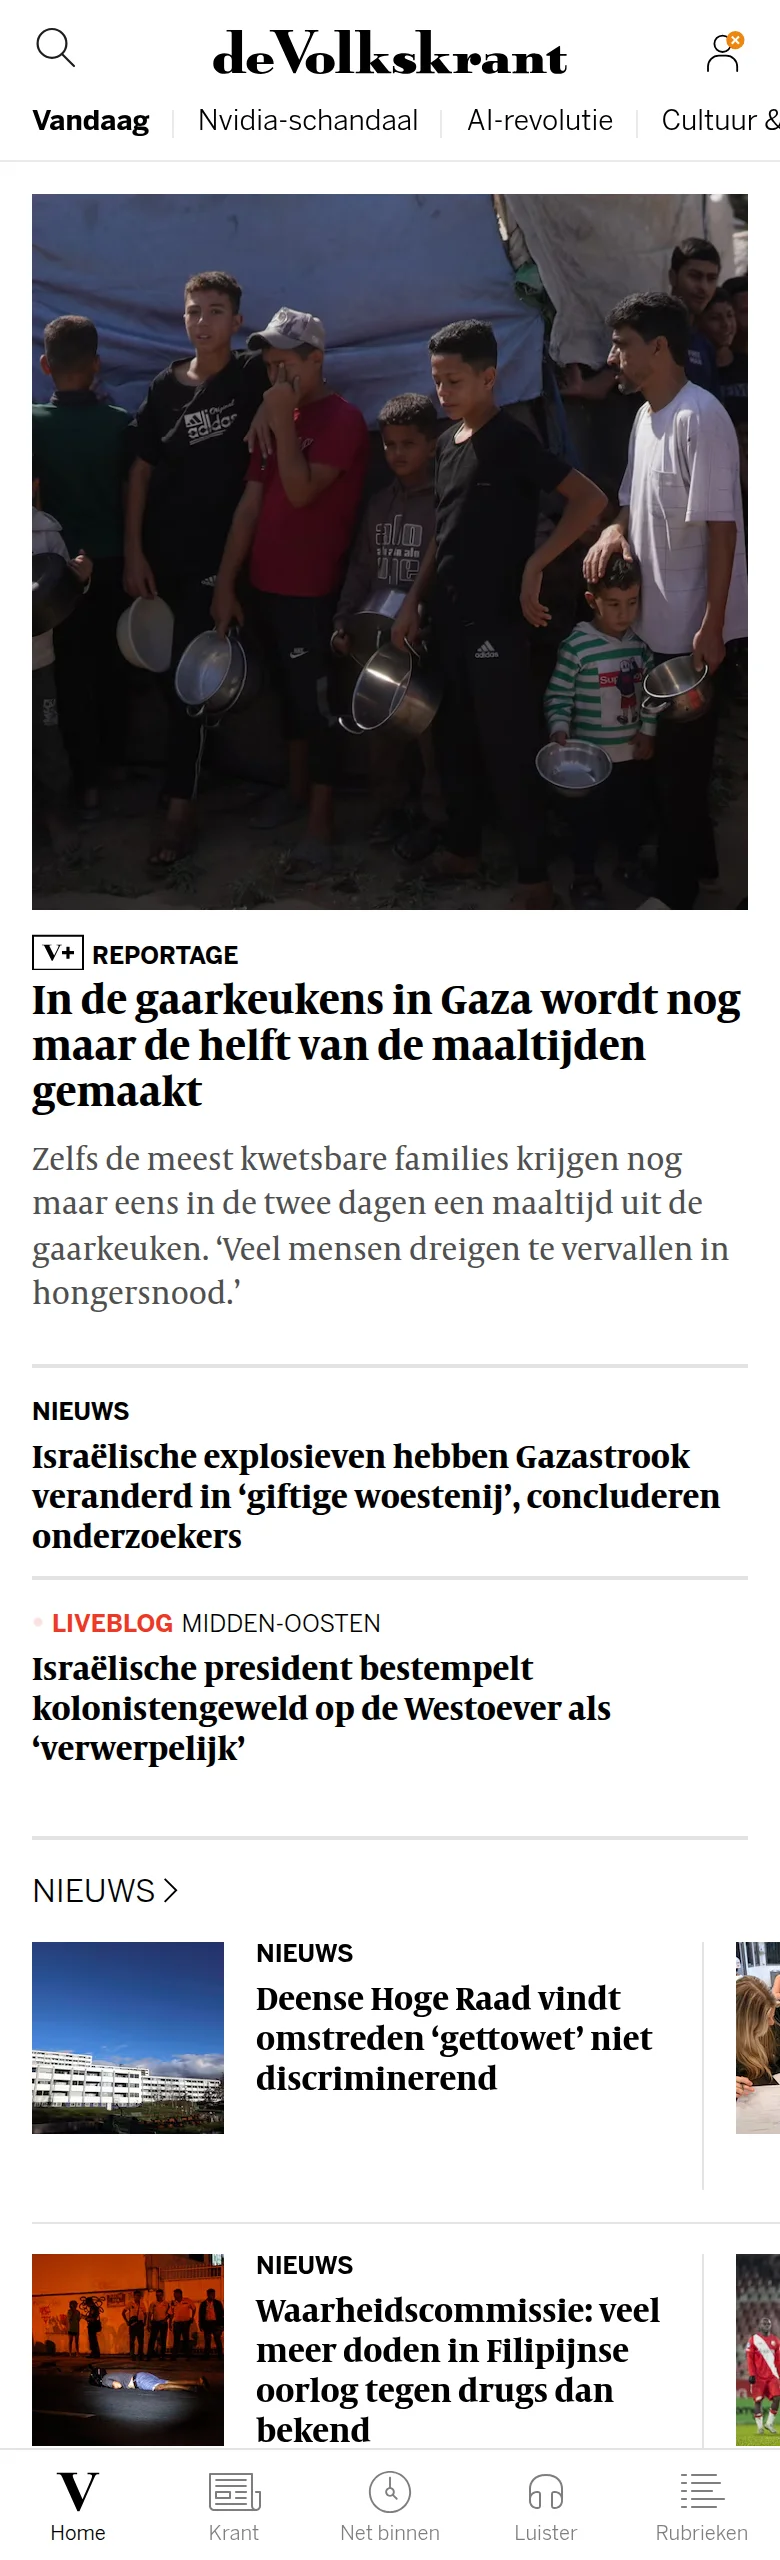 deVolkskrant
Vandaag Nvidia-schandaal AI-revolutie Cultuur &
Original
adidas
adidas
Sup
V+ REPORTAGE
In de gaarkeukens in Gaza wordt nog
maar de helft van de maaltijden
gemaakt
Zelfs de meest kwetsbare families krijgen nog
maar eens in de twee dagen een maaltijd uit de
gaarkeuken. ‘Veel mensen dreigen te vervallen in
hongersnood.’
NIEUWS
Israëlische explosieven hebben Gazastrook
veranderd in ‘giftige woestenij’, concluderen
onderzoekers
LIVEBLOG MIDDEN-OOSTEN
Israëlische president bestempelt
kolonistengeweld op de Westoever als
‘verwerpelijk’
NIEUWS
NIEUWS
Deense Hoge Raad vindt
omstreden ‘gettowet’ niet
discriminerend
NIEUWS
Waarheidscommissie: veel
meer doden in Filipijnse
oorlog tegen drugs dan
bekend
V
Home Krant Net binnen Luister Rubrieken